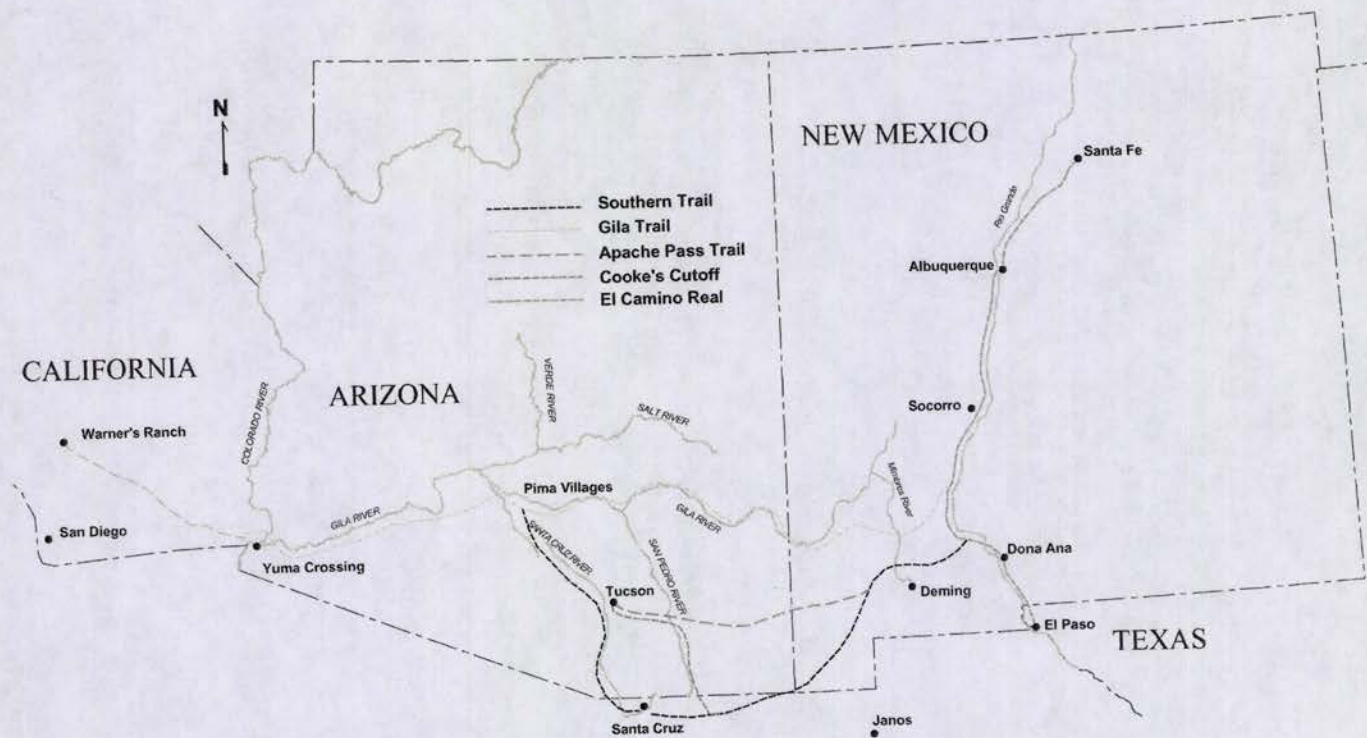 N
NEW MEXICO
Santa Fe
Rio Grande
Southern Trail
Gila Trail
Apache Pass Trail
Cooke's Cutoff
El Camino Real
Albuquerque
CALIFORNIA
ARIZONA
COLORADO RIVER
VERDE RIVER
SALT RIVER
Socorro
Warner's Ranch
Pima Villages
Mimbres River
GILA RIVER
GILA RIVER
San Diego
Yuma Crossing
SANTA CRUZ RIVER
SAN PEDRO RIVER
Dona Ana
Tucson
Deming
El Paso
TEXAS
Santa Cruz
Janos